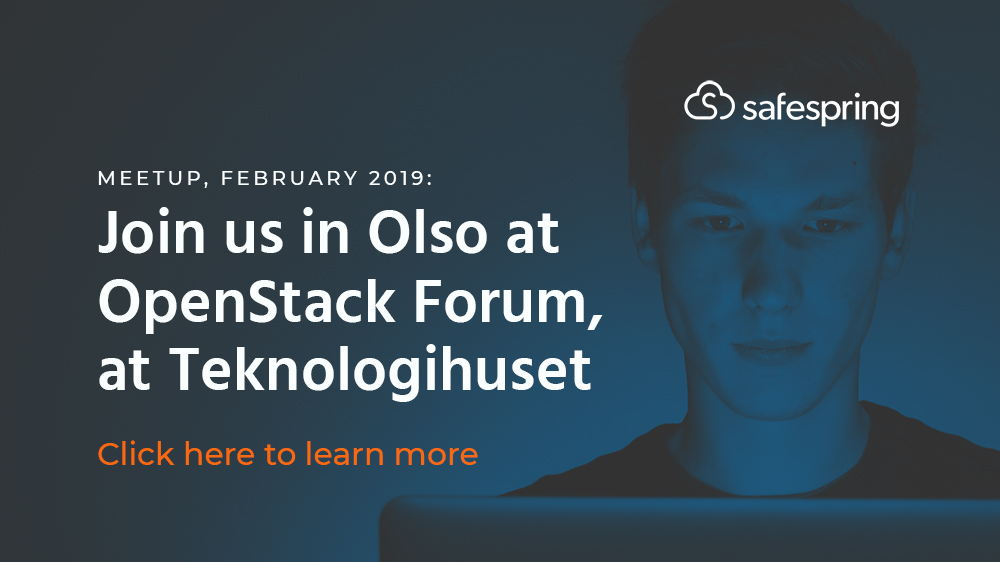 safespring
MEETUP, FEBRUARY 2019:
Join us in Olso at
OpenStack Forum,
at Teknologihuset
Click here to learn more